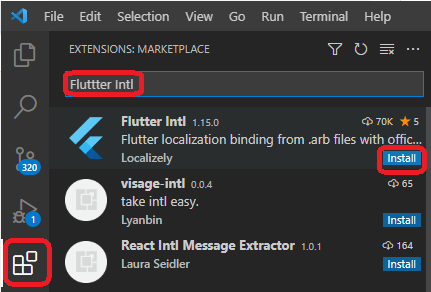 File Edit Selection View Go Run Terminal Help
EXTENSIONS: MARKETPLACE
Fluttter Intl
Flutter Intl 1.15.0 70K 5
Flutter localization binding from .arb files with offic...
Localizely Install
320
visage-intl 0.0.4 65
take intl easy.
Lyanbin Install
1
React Intl Message Extractor 1.0.1 164
Laura Seidler Install